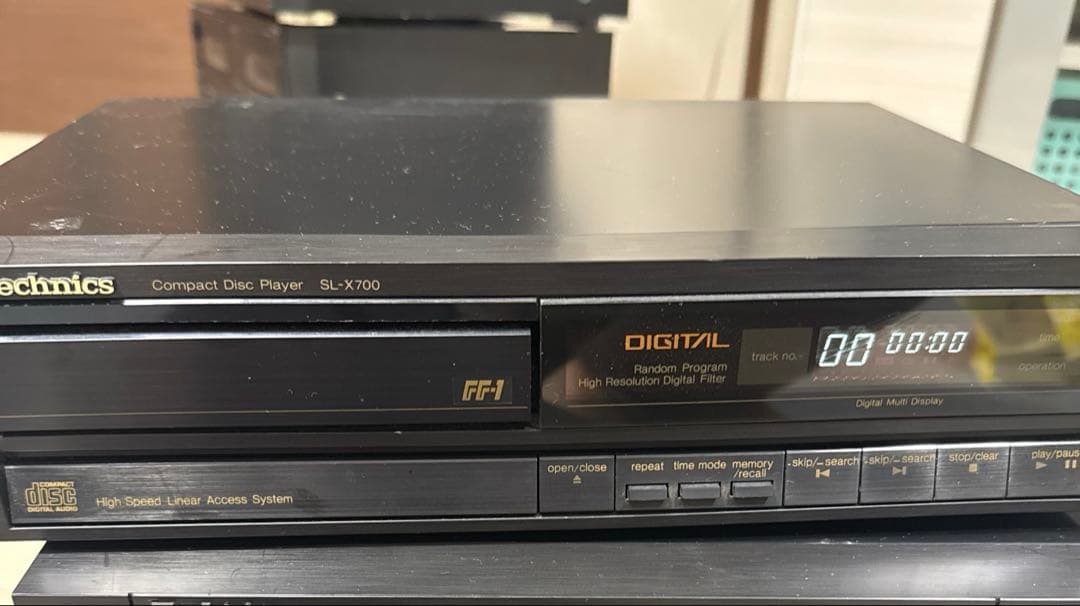 echnics
Compact Disc Player SL-X700
DIGITAL
Random Program
High Resolution Digital Filter
track no.
00 00:00
time
operation
Digital Multi Display
FF-1
COMPACT
disc
DIGITAL AUDIO
High Speed Linear Access System
open/close
repeat
time mode
memory
/recall
skip/–search
skip/–search
stop/clear
play/paus